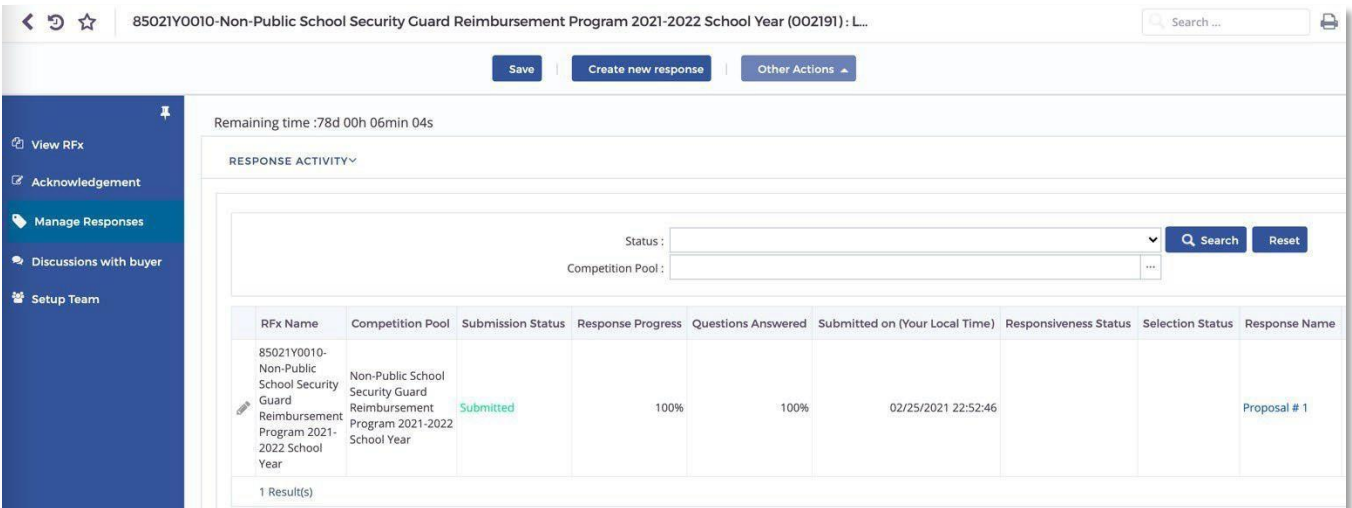 85021Y0010-Non-Public School Security Guard Reimbursement Program 2021-2022 School Year (002191) : L...
Search ...
Save
Create new response
Other Actions
Remaining time :78d 00h 06min 04s
View RFx
RESPONSE ACTIVITY
Acknowledgement
Manage Responses
Discussions with buyer
Setup Team
Status :
Search
Reset
Competition Pool :
...
RFx Name
Competition Pool
Submission Status
Response Progress
Questions Answered
Submitted on (Your Local Time)
Responsiveness Status
Selection Status
Response Name
85021Y0010-
Non-Public
School Security
Guard
Reimbursement
Program 2021-
2022 School
Year
Non-Public School
Security Guard
Reimbursement
Program 2021-2022
School Year
Submitted
100%
100%
02/25/2021 22:52:46
Proposal # 1
1 Result(s)